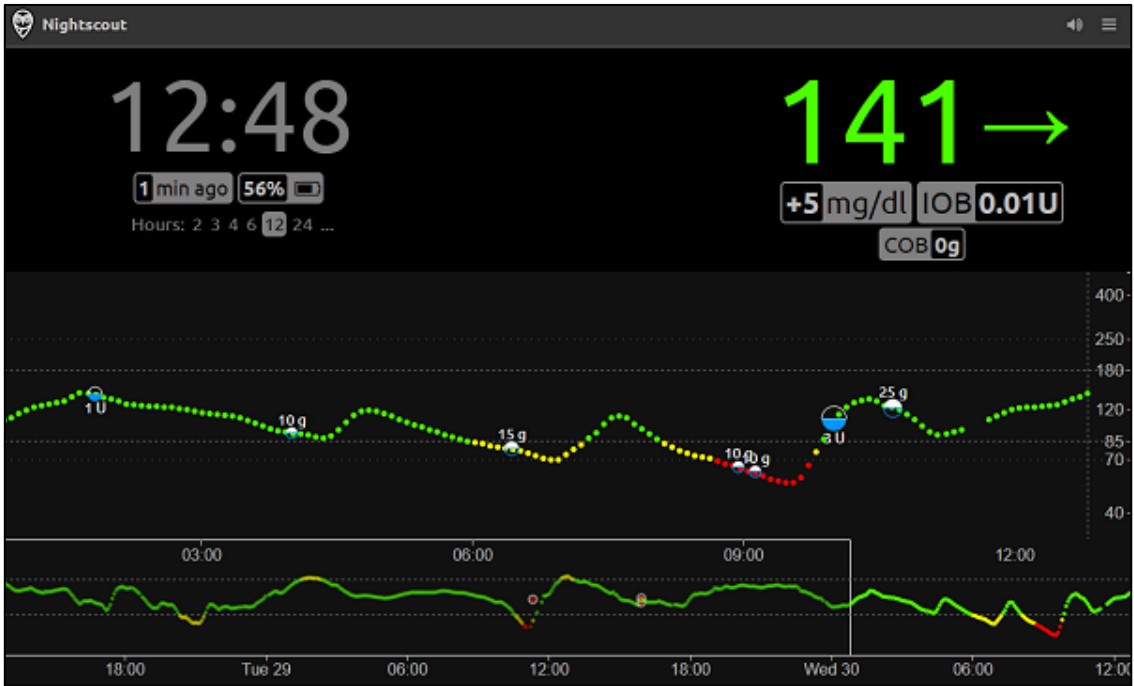 Nightscout
12:48
141→
1 min ago 56%
+5 mg/dl IOB 0.01U
Hours: 2 3 4 6 12 24 ...
COB 0g
400
250
180
120
85
70
40
1 U
10 g
15 g
10 g
10 g
3 U
25 g
03:00 06:00 09:00 12:00
18:00 Tue 29 06:00 12:00 18:00 Wed 30 06:00 12:00